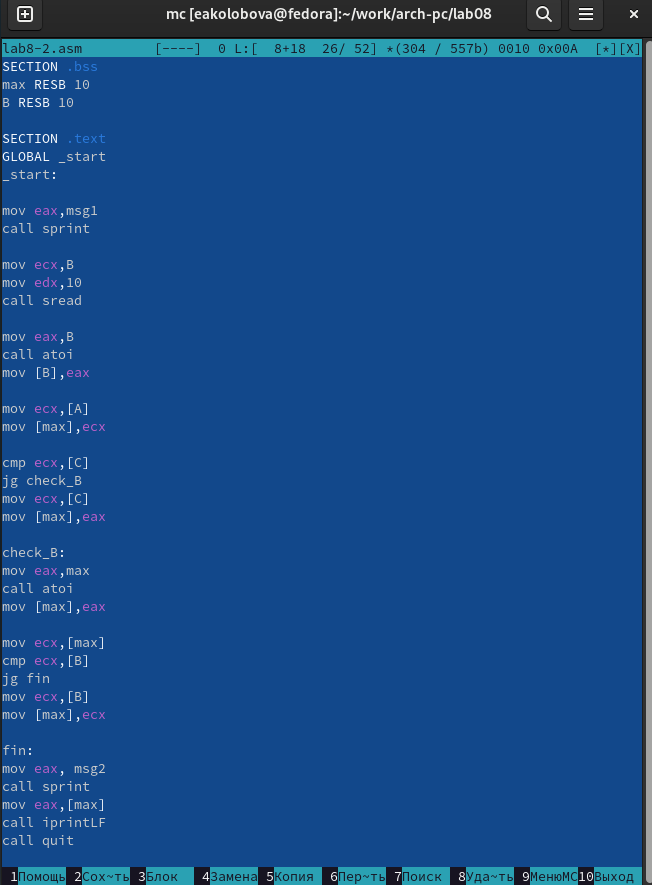 mc [eakolobova@fedora]:~/work/arch-pc/lab08
lab8-2.asm [----] 0 L:[ 8+18 26/ 52] *(304 / 557b) 0010 0x00A [*][X]
SECTION .bss
max RESB 10
B RESB 10
SECTION .text
GLOBAL _start
_start:
mov eax,msg1
call sprint
mov ecx,B
mov edx,10
call sread
mov eax,B
call atoi
mov [B],eax
mov ecx,[A]
mov [max],ecx
cmp ecx,[C]
jg check_B
mov ecx,[C]
mov [max],eax
check_B:
mov eax,max
call atoi
mov [max],eax
mov ecx,[max]
cmp ecx,[B]
jg fin
mov ecx,[B]
mov [max],ecx
fin:
mov eax, msg2
call sprint
mov eax,[max]
call iprintLF
call quit
1Помощь 2Сох~ть 3Блок 4Замена 5Копия 6Пер~ть 7Поиск 8Уда~ть 9МенюMC 10Выход